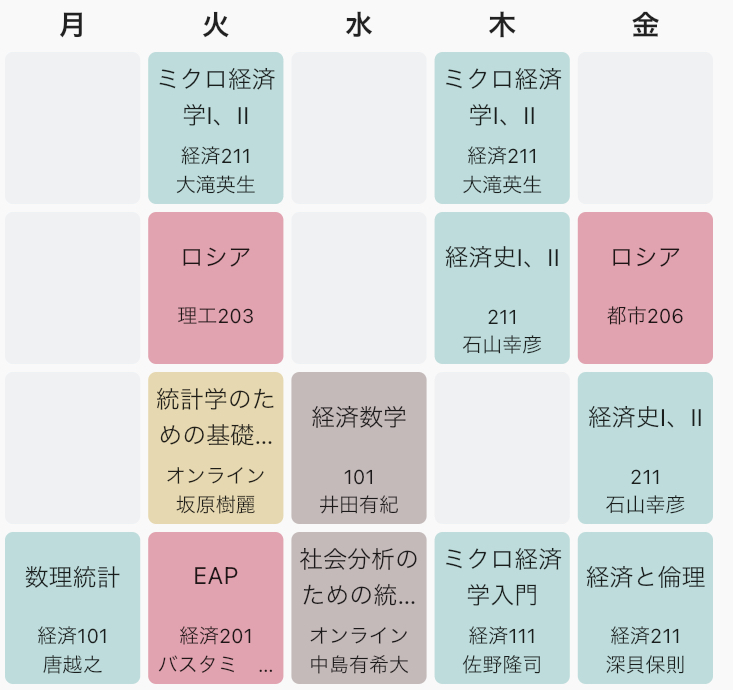 月 火 水 木 金
ミクロ経済
学I、II
経済211
大滝英生
ミクロ経済
学I、II
経済211
大滝英生
ロシア
理工203
経済史I、II
211
石山幸彦
ロシア
都市206
統計学のた
めの基礎...
オンライン
坂原樹麗
経済数学
101
井田有紀
経済史I、II
211
石山幸彦
数理統計
経済101
唐越之
EAP
経済201
バスタミ ...
社会分析の
ための統...
オンライン
中島有希大
ミクロ経済
学入門
経済111
佐野隆司
経済と倫理
経済211
深貝保則